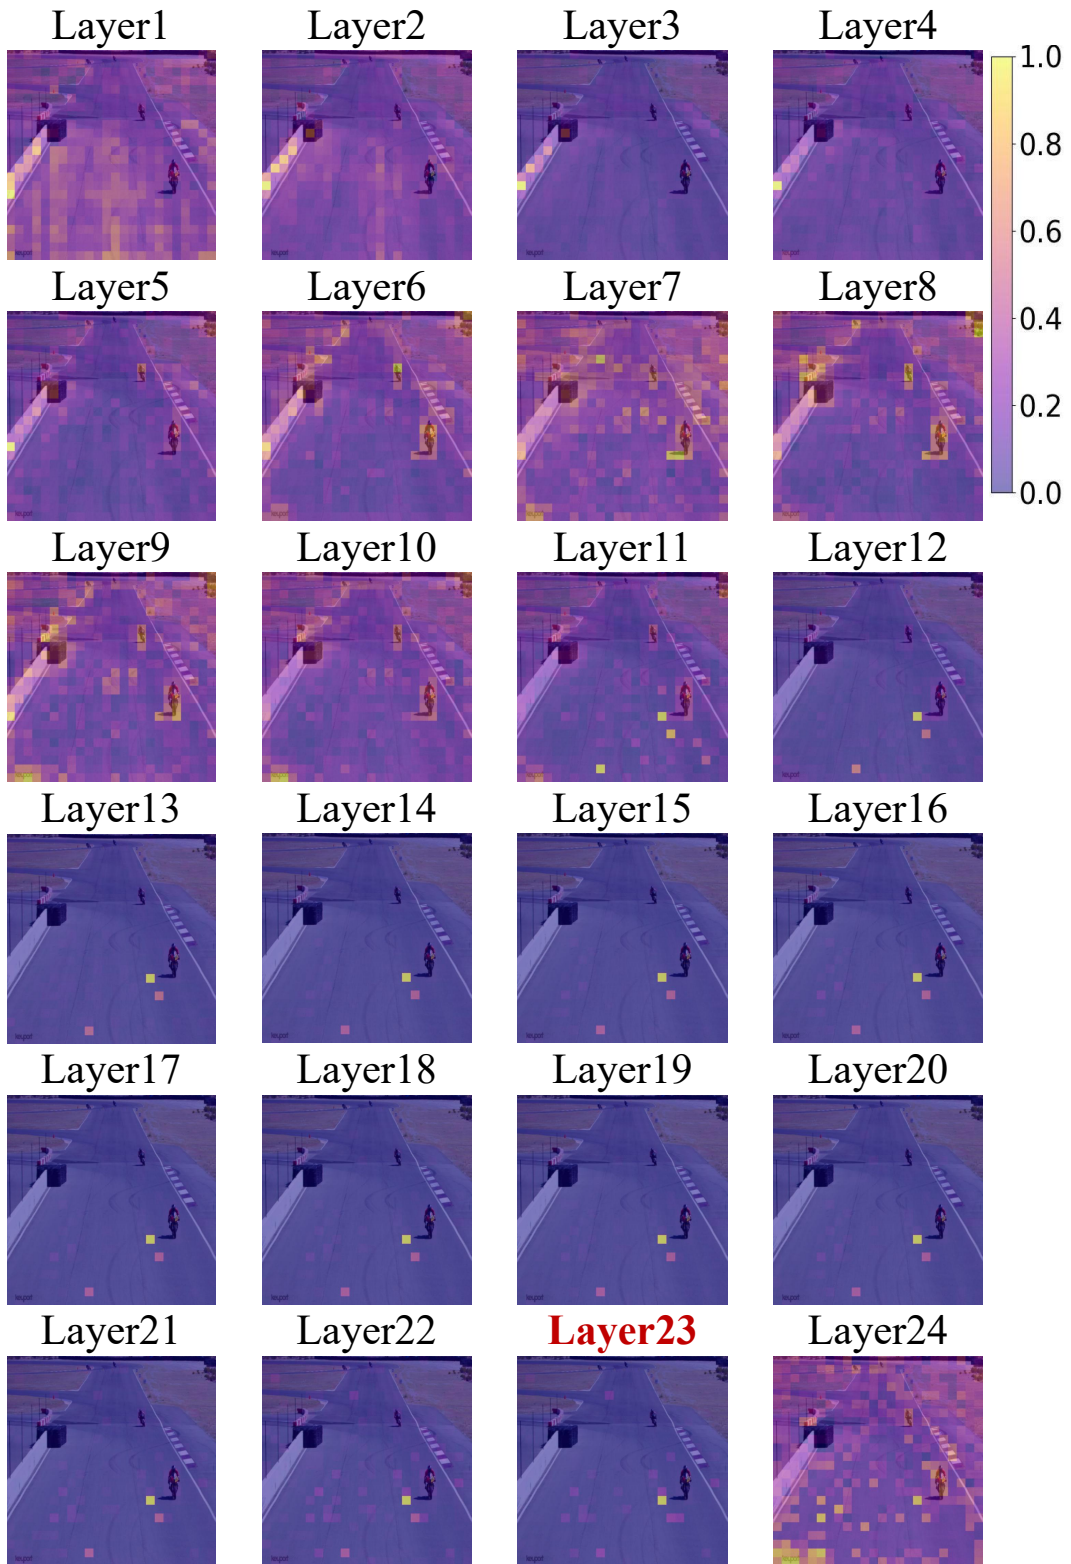 Layer1 Layer2 Layer3 Layer4
1.0
0.8
0.6
0.4
0.2
0.0
Layer5 Layer6 Layer7 Layer8
Layer9 Layer10 Layer11 Layer12
Layer13 Layer14 Layer15 Layer16
Layer17 Layer18 Layer19 Layer20
Layer21 Layer22 Layer23 Layer24